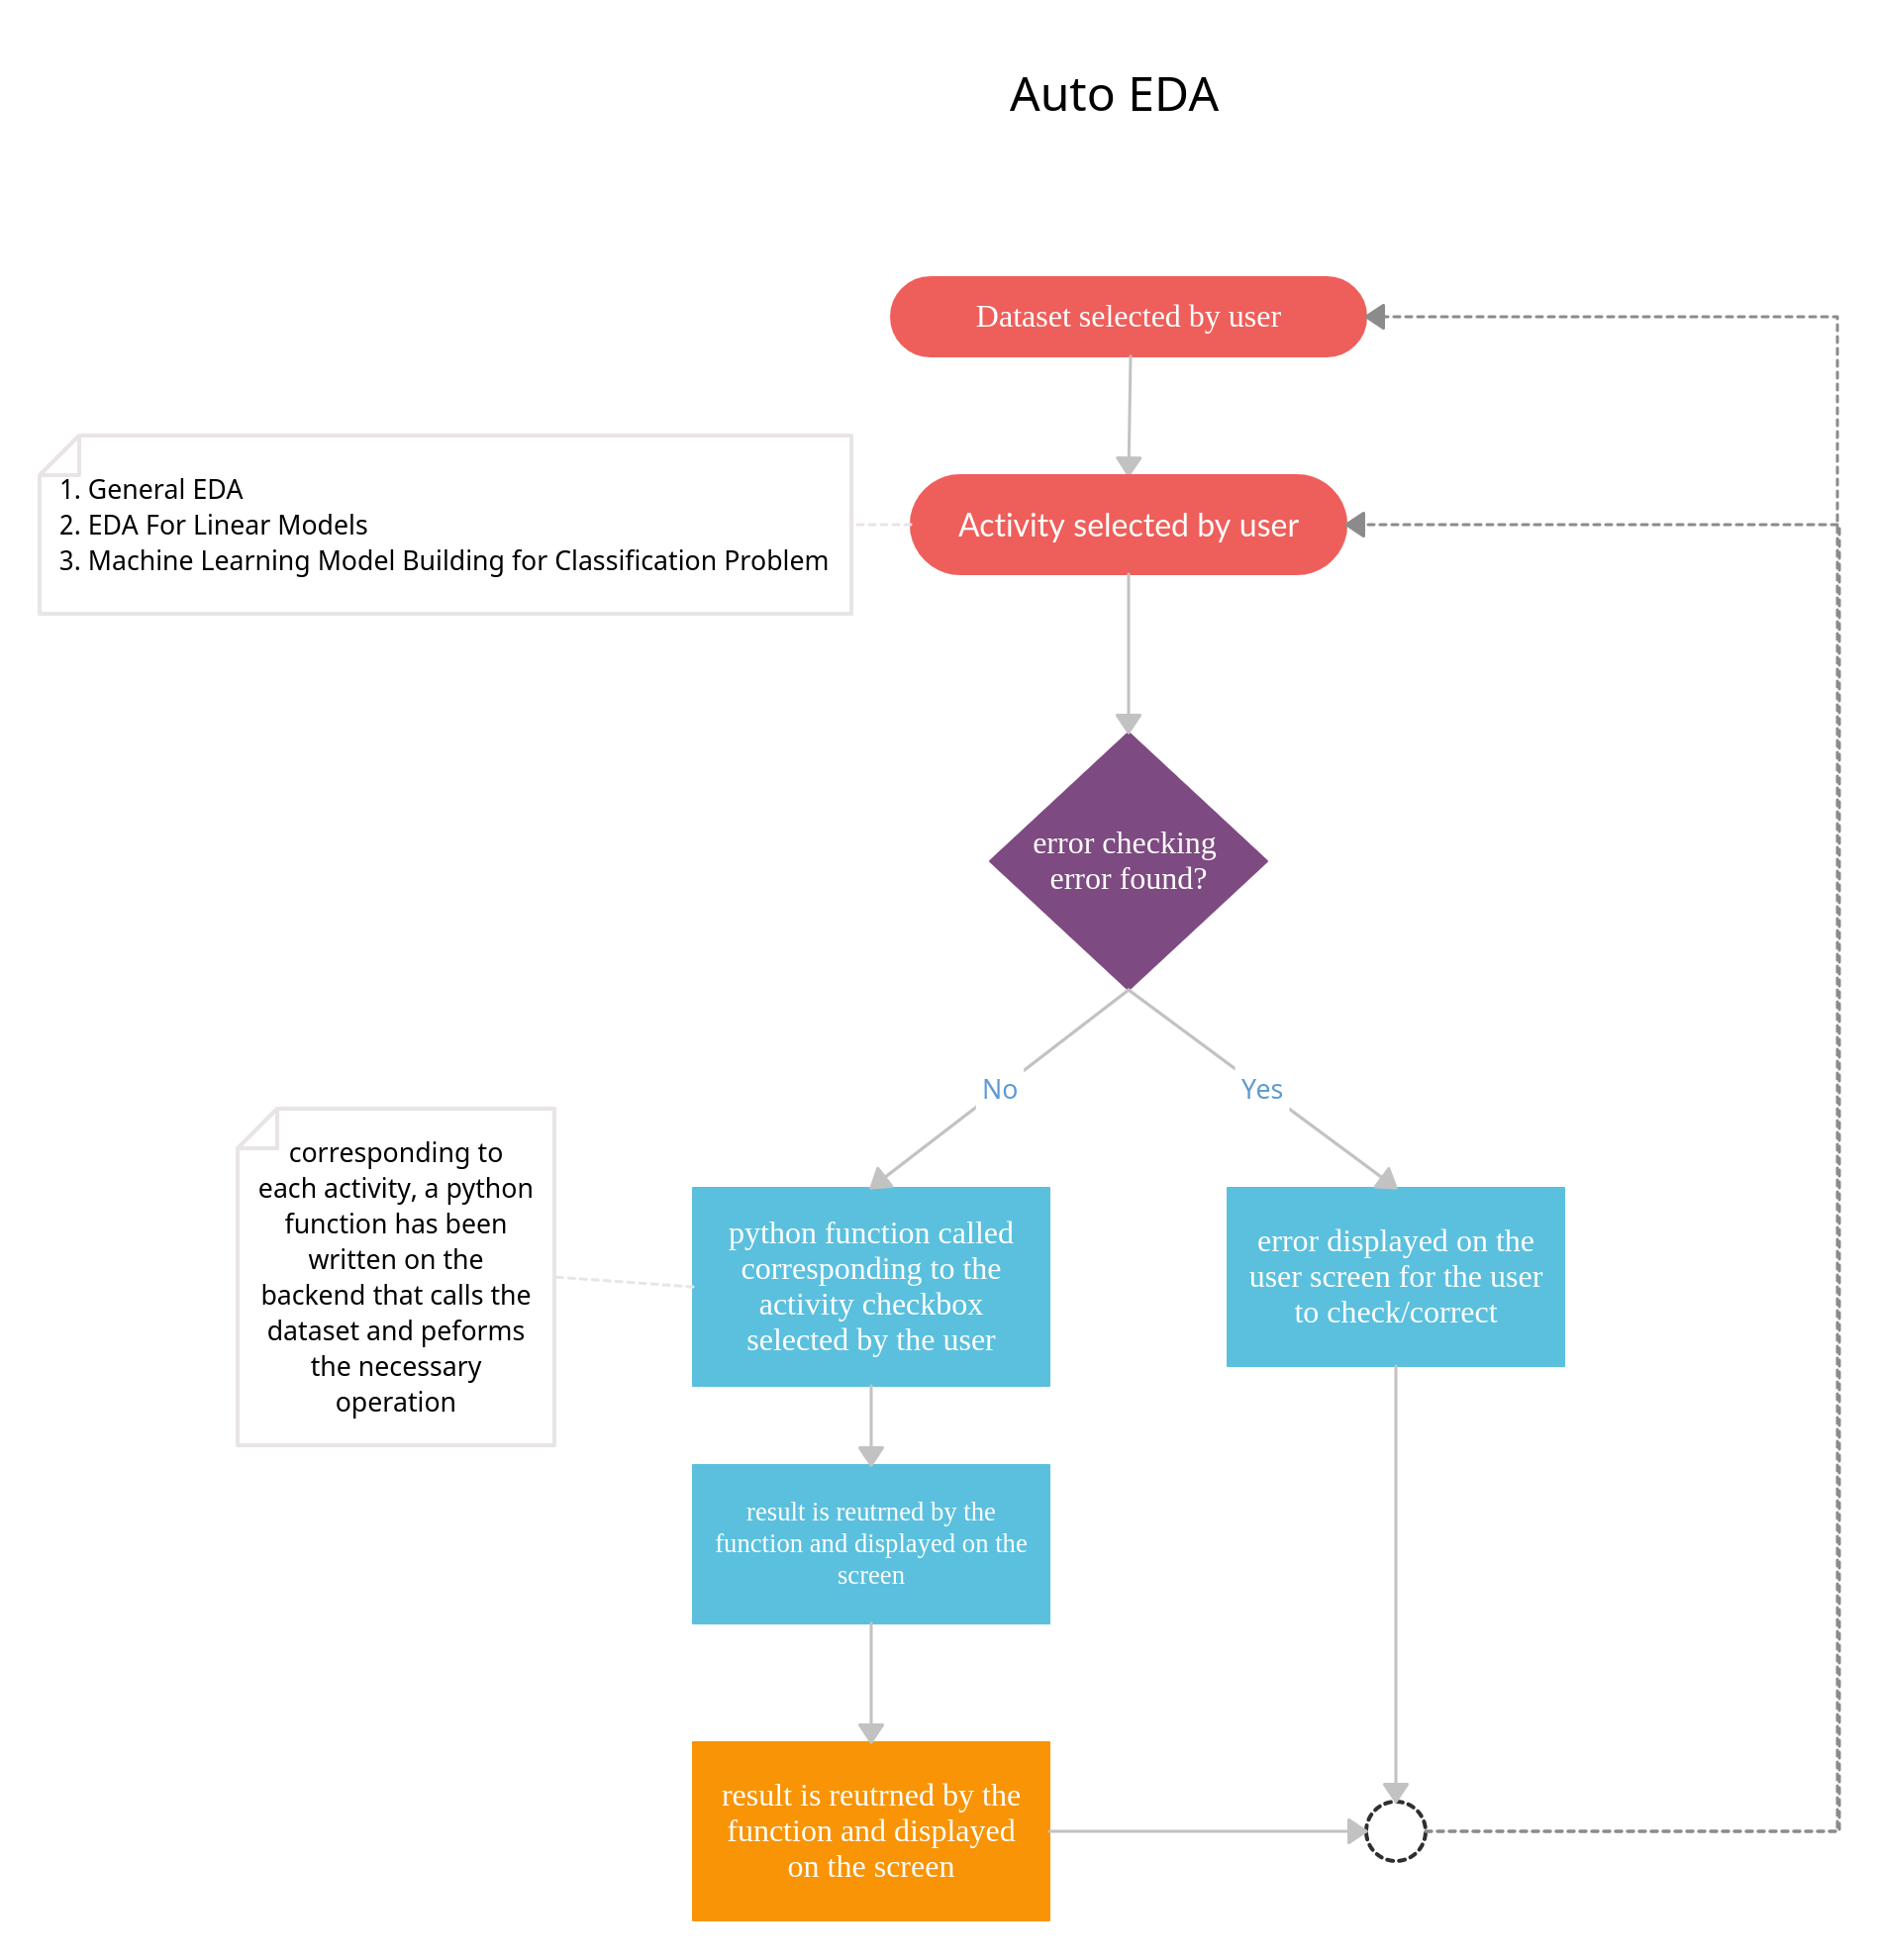 Auto EDA
Dataset selected by user
1. General EDA
2. EDA For Linear Models
3. Machine Learning Model Building for Classification Problem
Activity selected by user
error checking
error found?
No
Yes
corresponding to
each activity, a python
function has been
written on the
backend that calls the
dataset and peforms
the necessary
operation
python function called
corresponding to the
activity checkbox
selected by the user
error displayed on the
user screen for the user
to check/correct
result is reutrned by the
function and displayed on the
screen
result is reutrned by the
function and displayed
on the screen